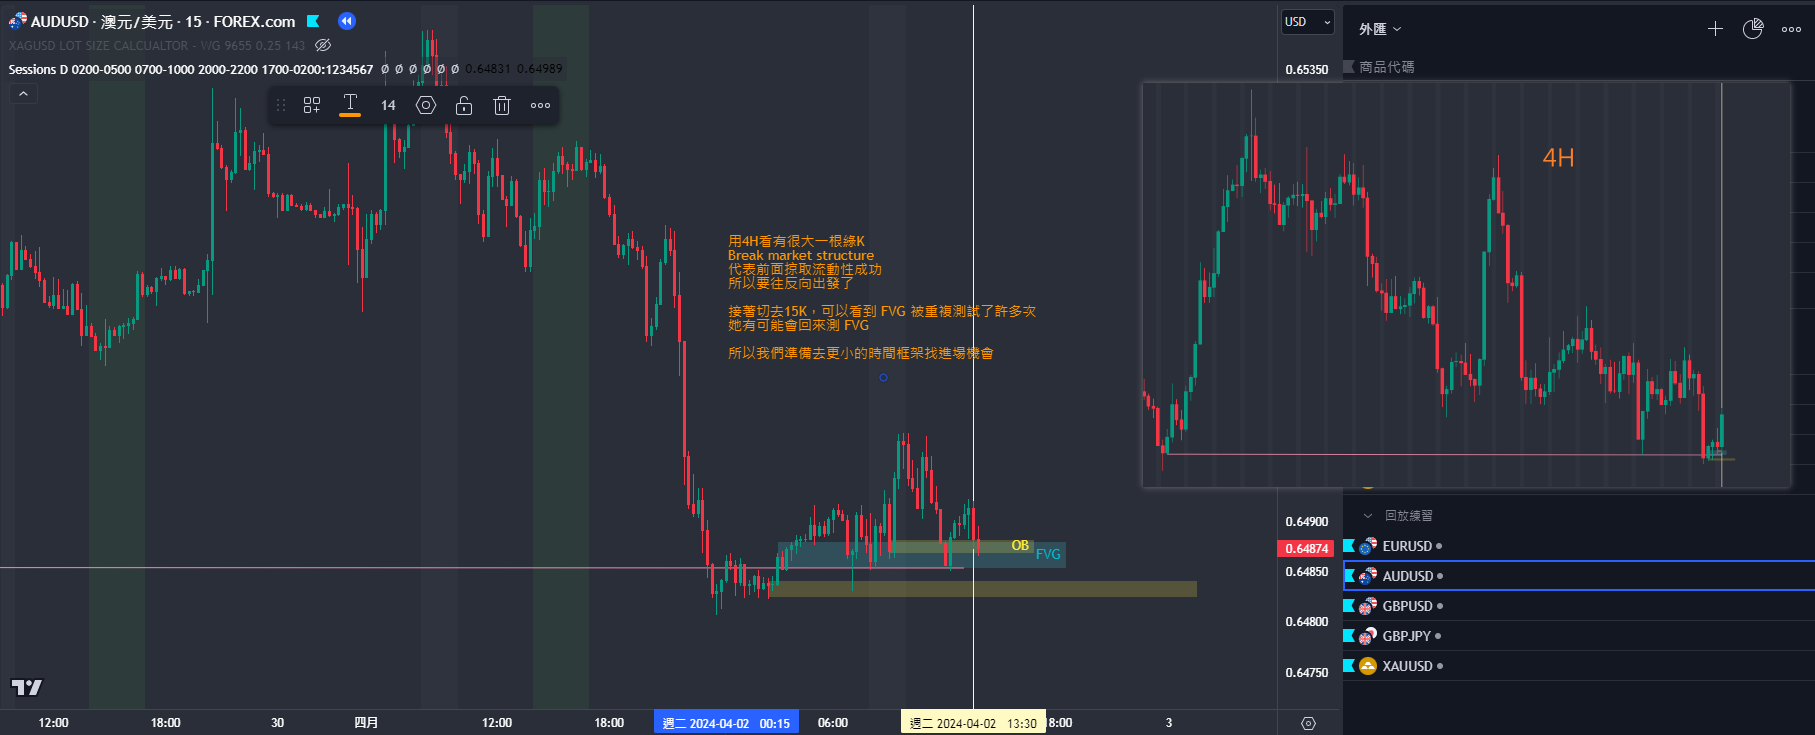 AUDUSD · 澳元/美元 · 15 · FOREX.com
XAGUSD LOT SIZE CALCUALTOR - WG 9655 0.25 143
Sessions D 0200-0500 0700-1000 2000-2200 1700-0200:1234567 Ø Ø Ø Ø Ø Ø 0.64831 0.64989
14
USD
0.65350
外匯
商品代碼
4H
用4H看有很大一根綠K
Break market structure
代表前面掠取流動性成功
所以要往反向出發了
接著切去15K，可以看到 FVG 被重複測試了許多次
她有可能會回來測 FVG
所以我們準備去更小的時間框架找進場機會
OB
FVG
0.64900
0.64874
0.64850
0.64800
0.64750
回放練習
EURUSD
AUDUSD
GBPUSD
GBPJPY
XAUUSD
12:00
18:00
30
四月
12:00
18:00
週二 2024-04-02 00:15
06:00
週二 2024-04-02 13:30
18:00
3